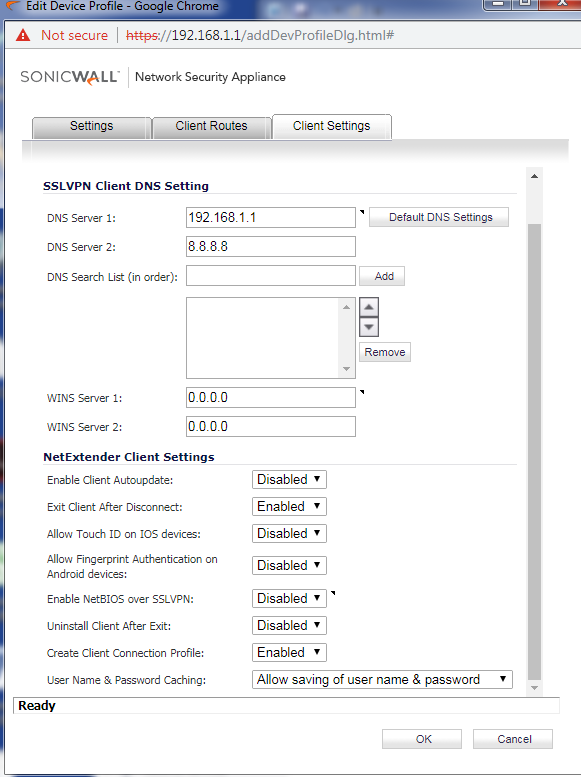 Edit Device Profile - Google Chrome
Not secure https://192.168.1.1/addDevProfileDlg.html#
SONICWALL Network Security Appliance
Settings Client Routes Client Settings
SSLVPN Client DNS Setting
DNS Server 1: 192.168.1.1 Default DNS Settings
DNS Server 2: 8.8.8.8
DNS Search List (in order): Add
Remove
WINS Server 1: 0.0.0.0
WINS Server 2: 0.0.0.0
NetExtender Client Settings
Enable Client Autoupdate: Disabled
Exit Client After Disconnect: Enabled
Allow Touch ID on IOS devices: Disabled
Allow Fingerprint Authentication on
Android devices: Disabled
Enable NetBIOS over SSLVPN: Disabled
Uninstall Client After Exit: Disabled
Create Client Connection Profile: Enabled
User Name & Password Caching: Allow saving of user name & password
Ready
OK Cancel